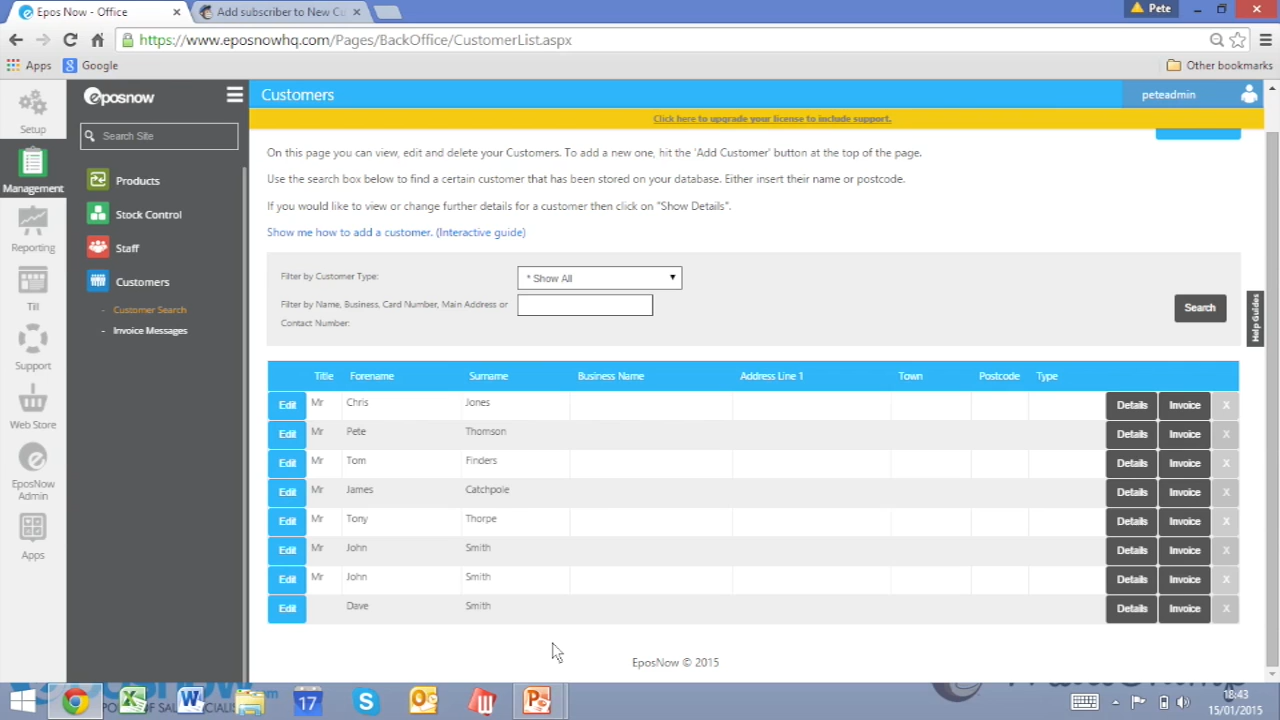 Epos Now - Office
Add subscriber to New Cu
Pete
https://www.eposnowhq.com/Pages/BackOffice/CustomerList.aspx
Apps
Google
Other bookmarks
Setup
Management
Reporting
Till
Support
Web Store
EposNow
Admin
Apps
eposnow
Search Site
Products
Stock Control
Staff
Customers
- Customer Search
- Invoice Messages
Customers
peteadmin
Click here to upgrade your license to include support.
On this page you can view, edit and delete your Customers. To add a new one, hit the 'Add Customer' button at the top of the page.
Use the search box below to find a certain customer that has been stored on your database. Either insert their name or postcode.
If you would like to view or change further details for a customer then click on "Show Details".
Show me how to add a customer. (Interactive guide)
Filter by Customer Type:
* Show All
Filter by Name, Business, Card Number, Main Address or
Contact Number:
Search
Help Guides
Title Forename Surname Business Name Address Line 1 Town Postcode Type
Edit Mr Chris Jones Details Invoice X
Edit Mr Pete Thomson Details Invoice X
Edit Mr Tom Finders Details Invoice X
Edit Mr James Catchpole Details Invoice X
Edit Mr Tony Thorpe Details Invoice X
Edit Mr John Smith Details Invoice X
Edit Mr John Smith Details Invoice X
Edit Dave Smith Details Invoice X
EposNow © 2015
17
18:43
15/01/2015